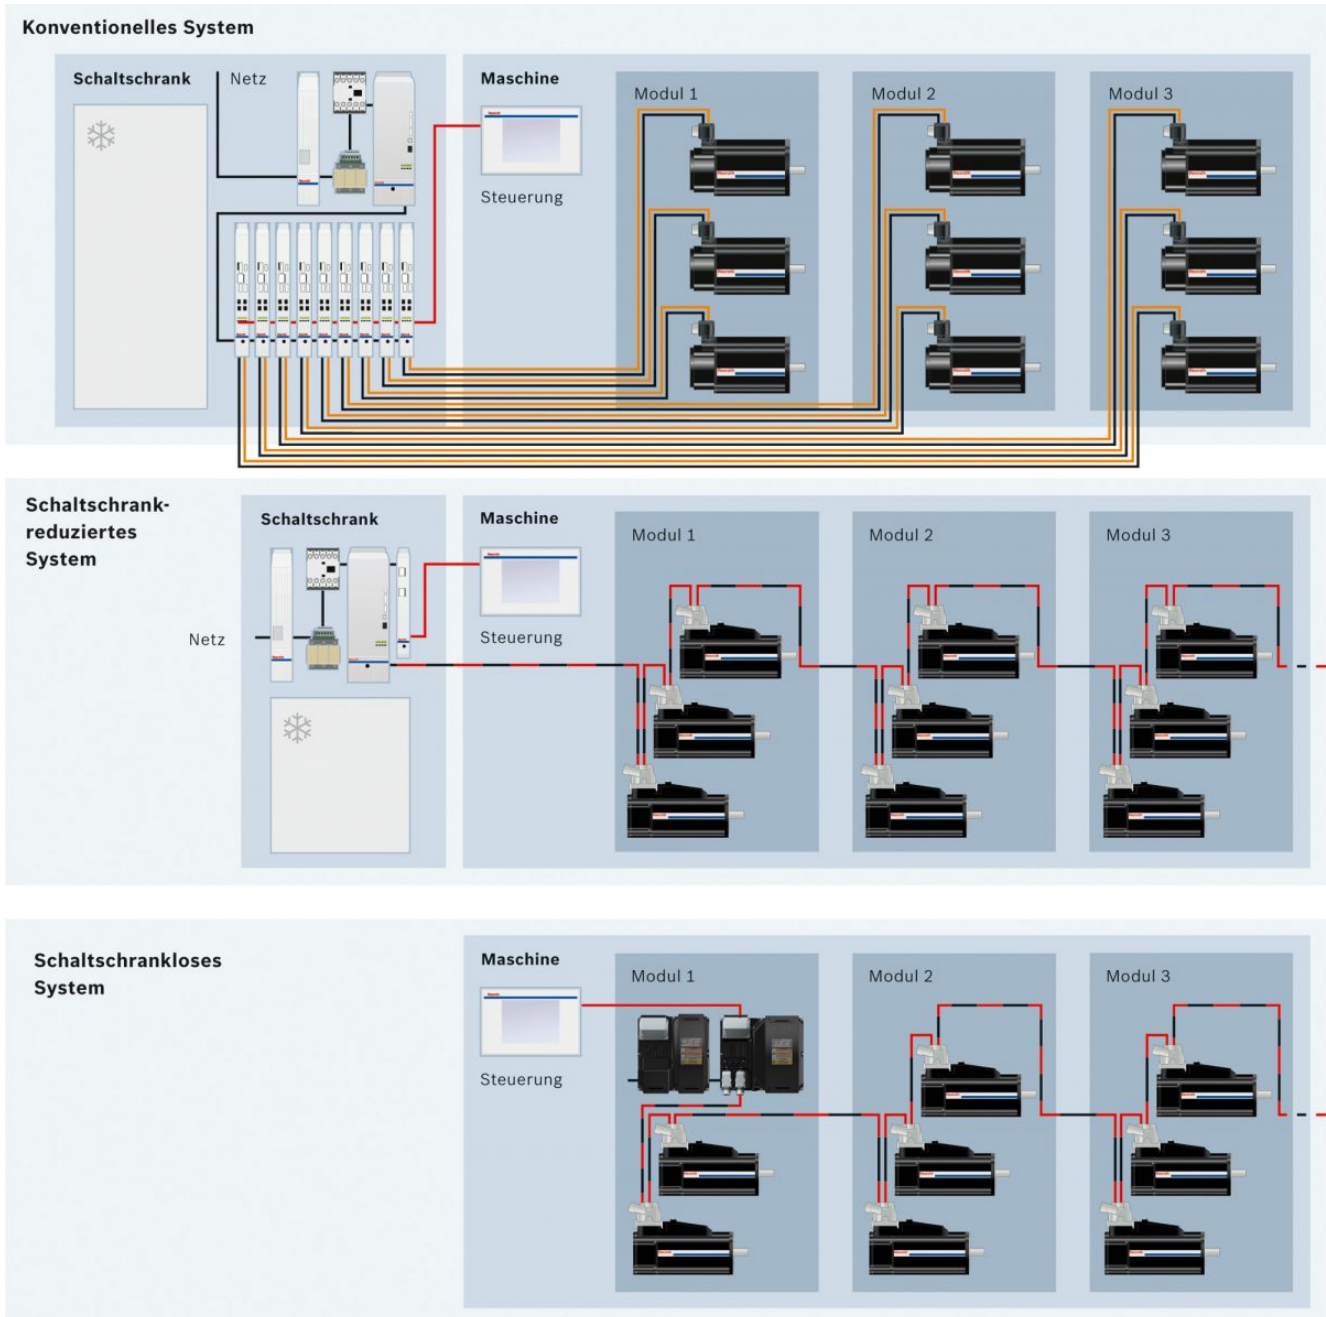 Konventionelles System
Schaltschrank
Netz
Maschine
Steuerung
Modul 1
Modul 2
Modul 3
Schaltschrank-
reduziertes
System
Schaltschrank
Netz
Maschine
Steuerung
Modul 1
Modul 2
Modul 3
Schaltschrankloses
System
Maschine
Steuerung
Modul 1
Modul 2
Modul 3